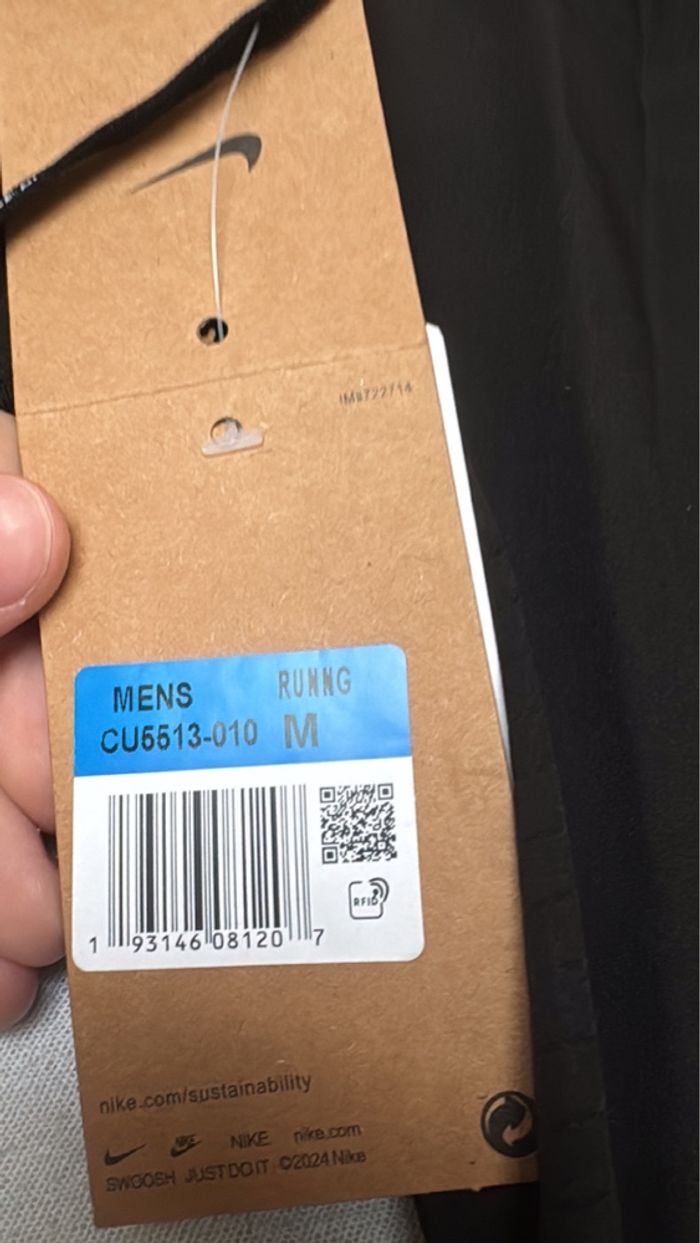 MENS RUNNG
CU5513-010 M
RFID
1 93146 08120 7
nike.com/sustainability
NIKE nike.com
SWOOSH JUST DO IT ©2024 Nike